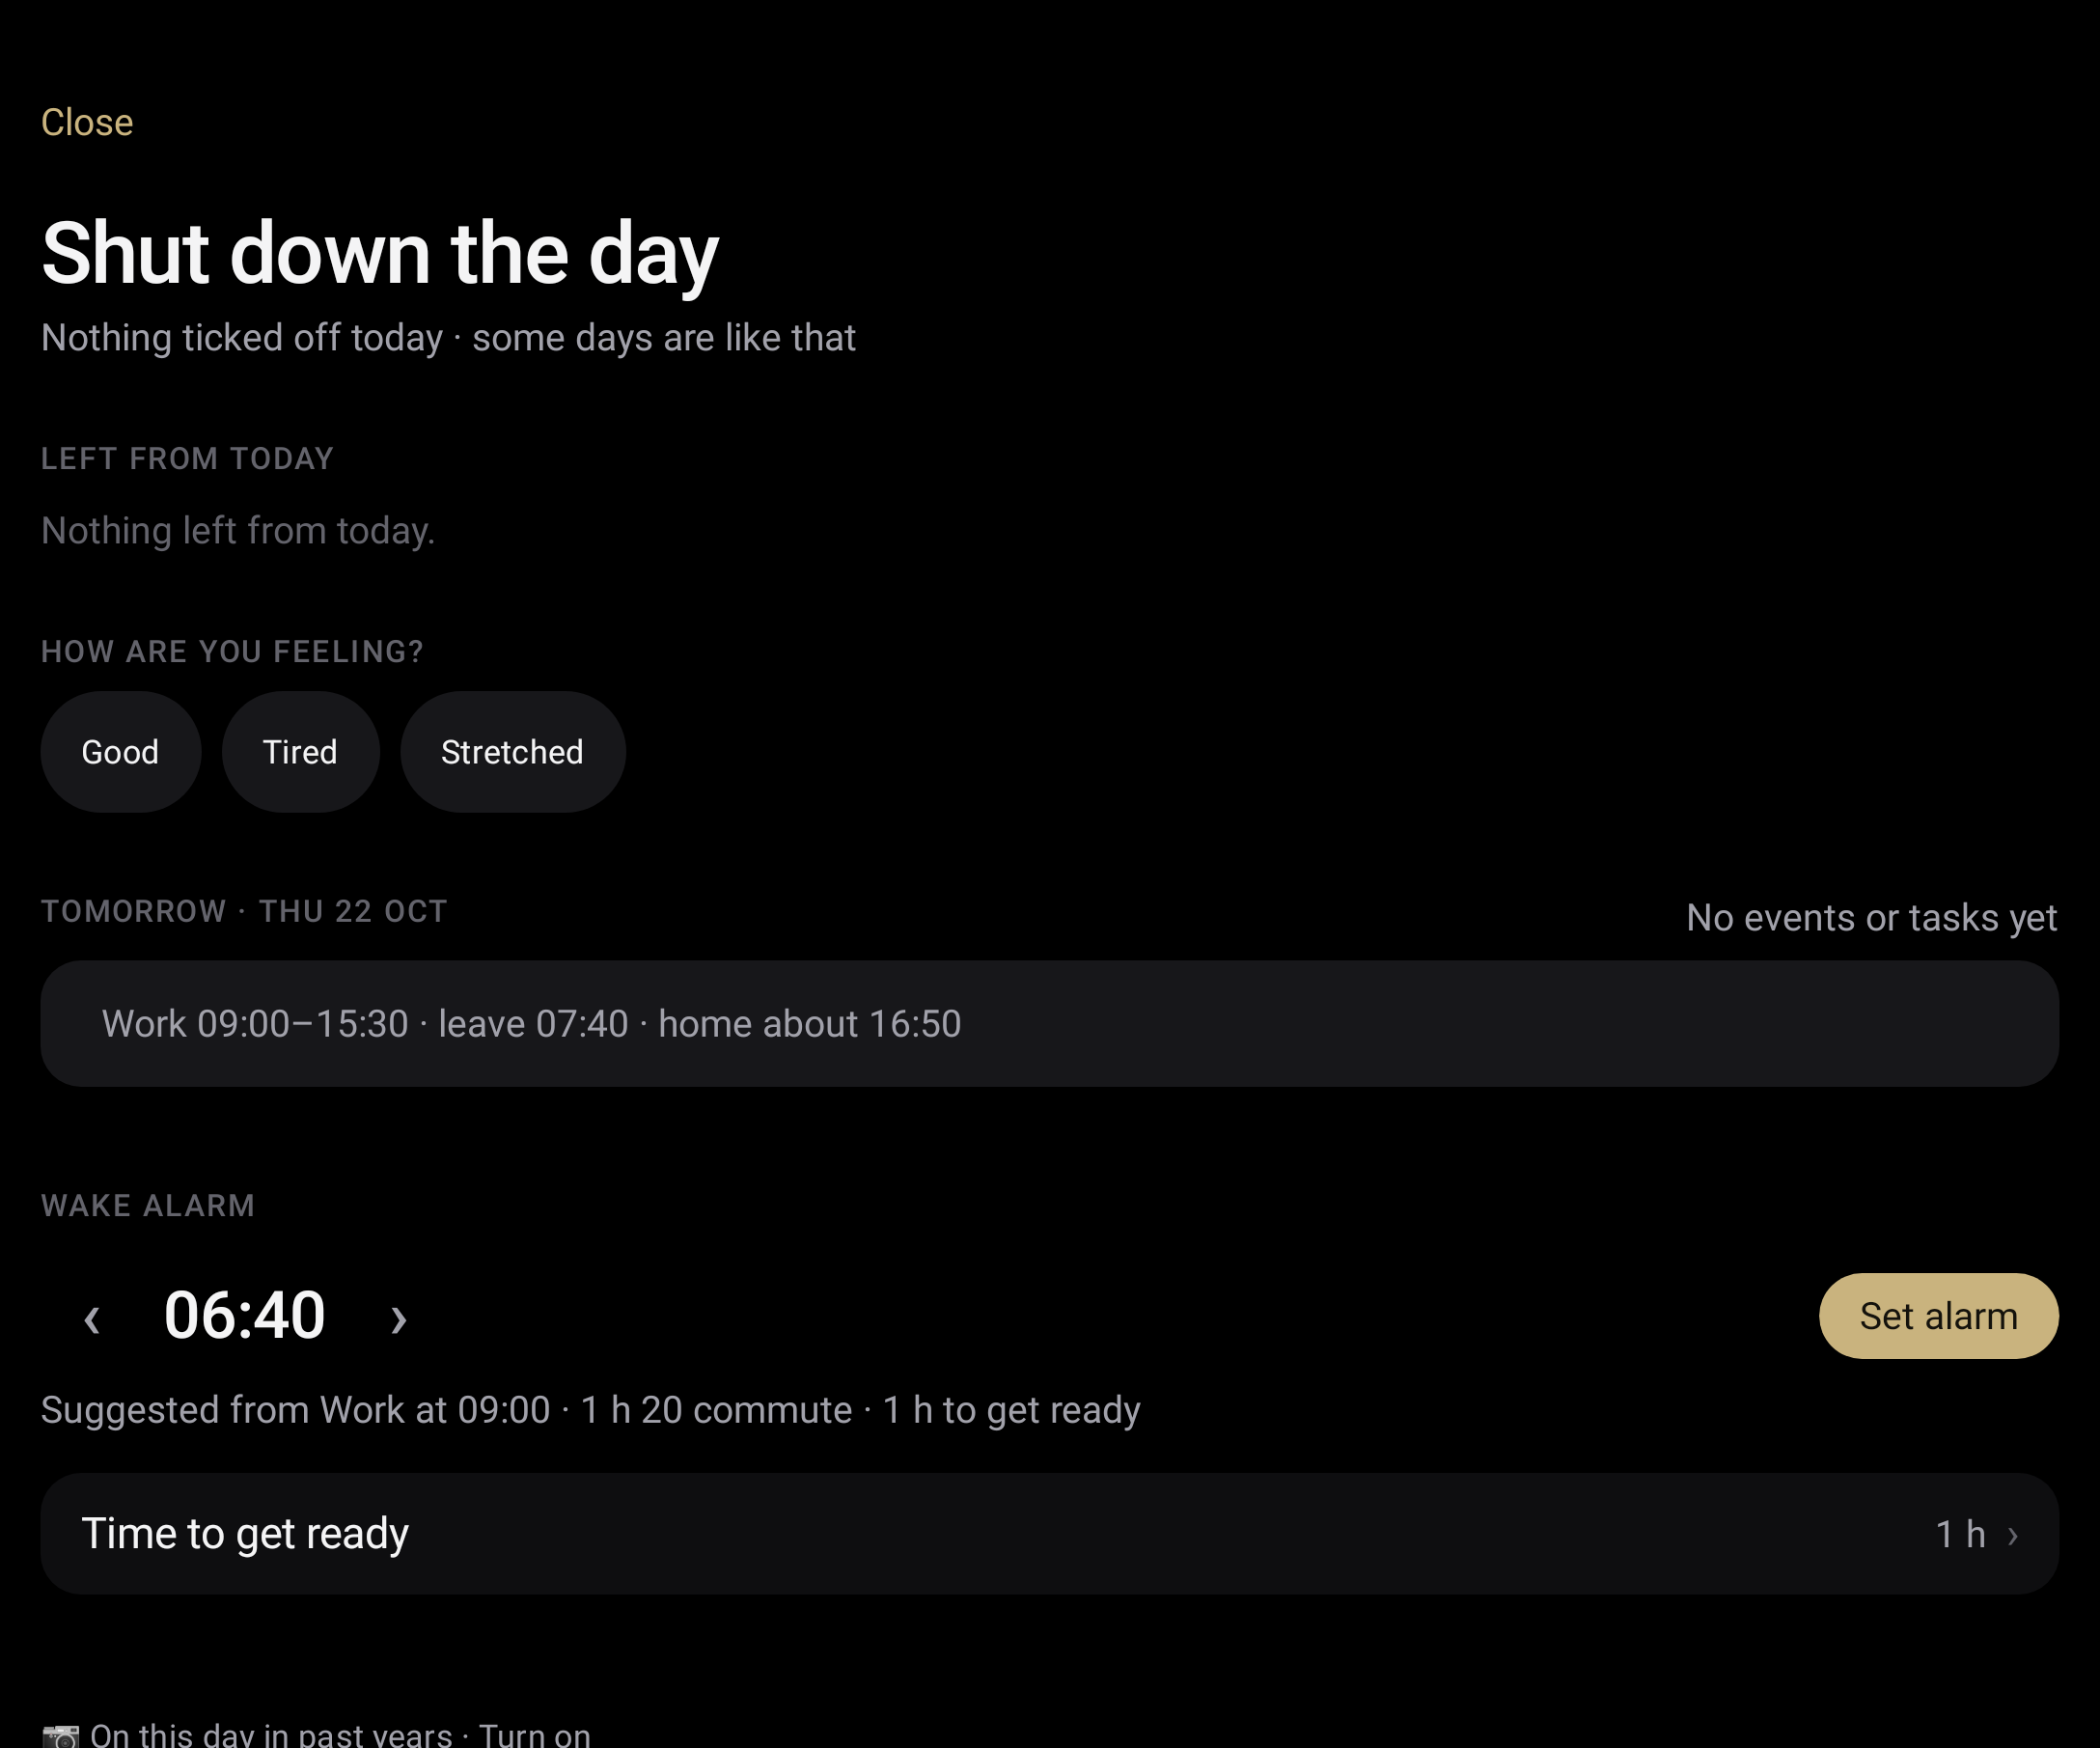 Close
Shut down the day
Nothing ticked off today · some days are like that
LEFT FROM TODAY
Nothing left from today.
HOW ARE YOU FEELING?
Good Tired Stretched
TOMORROW · THU 22 OCT No events or tasks yet
Work 09:00–15:30 · leave 07:40 · home about 16:50
WAKE ALARM
‹ 06:40 › Set alarm
Suggested from Work at 09:00 · 1 h 20 commute · 1 h to get ready
Time to get ready 1 h ›
On this day in past years · Turn on